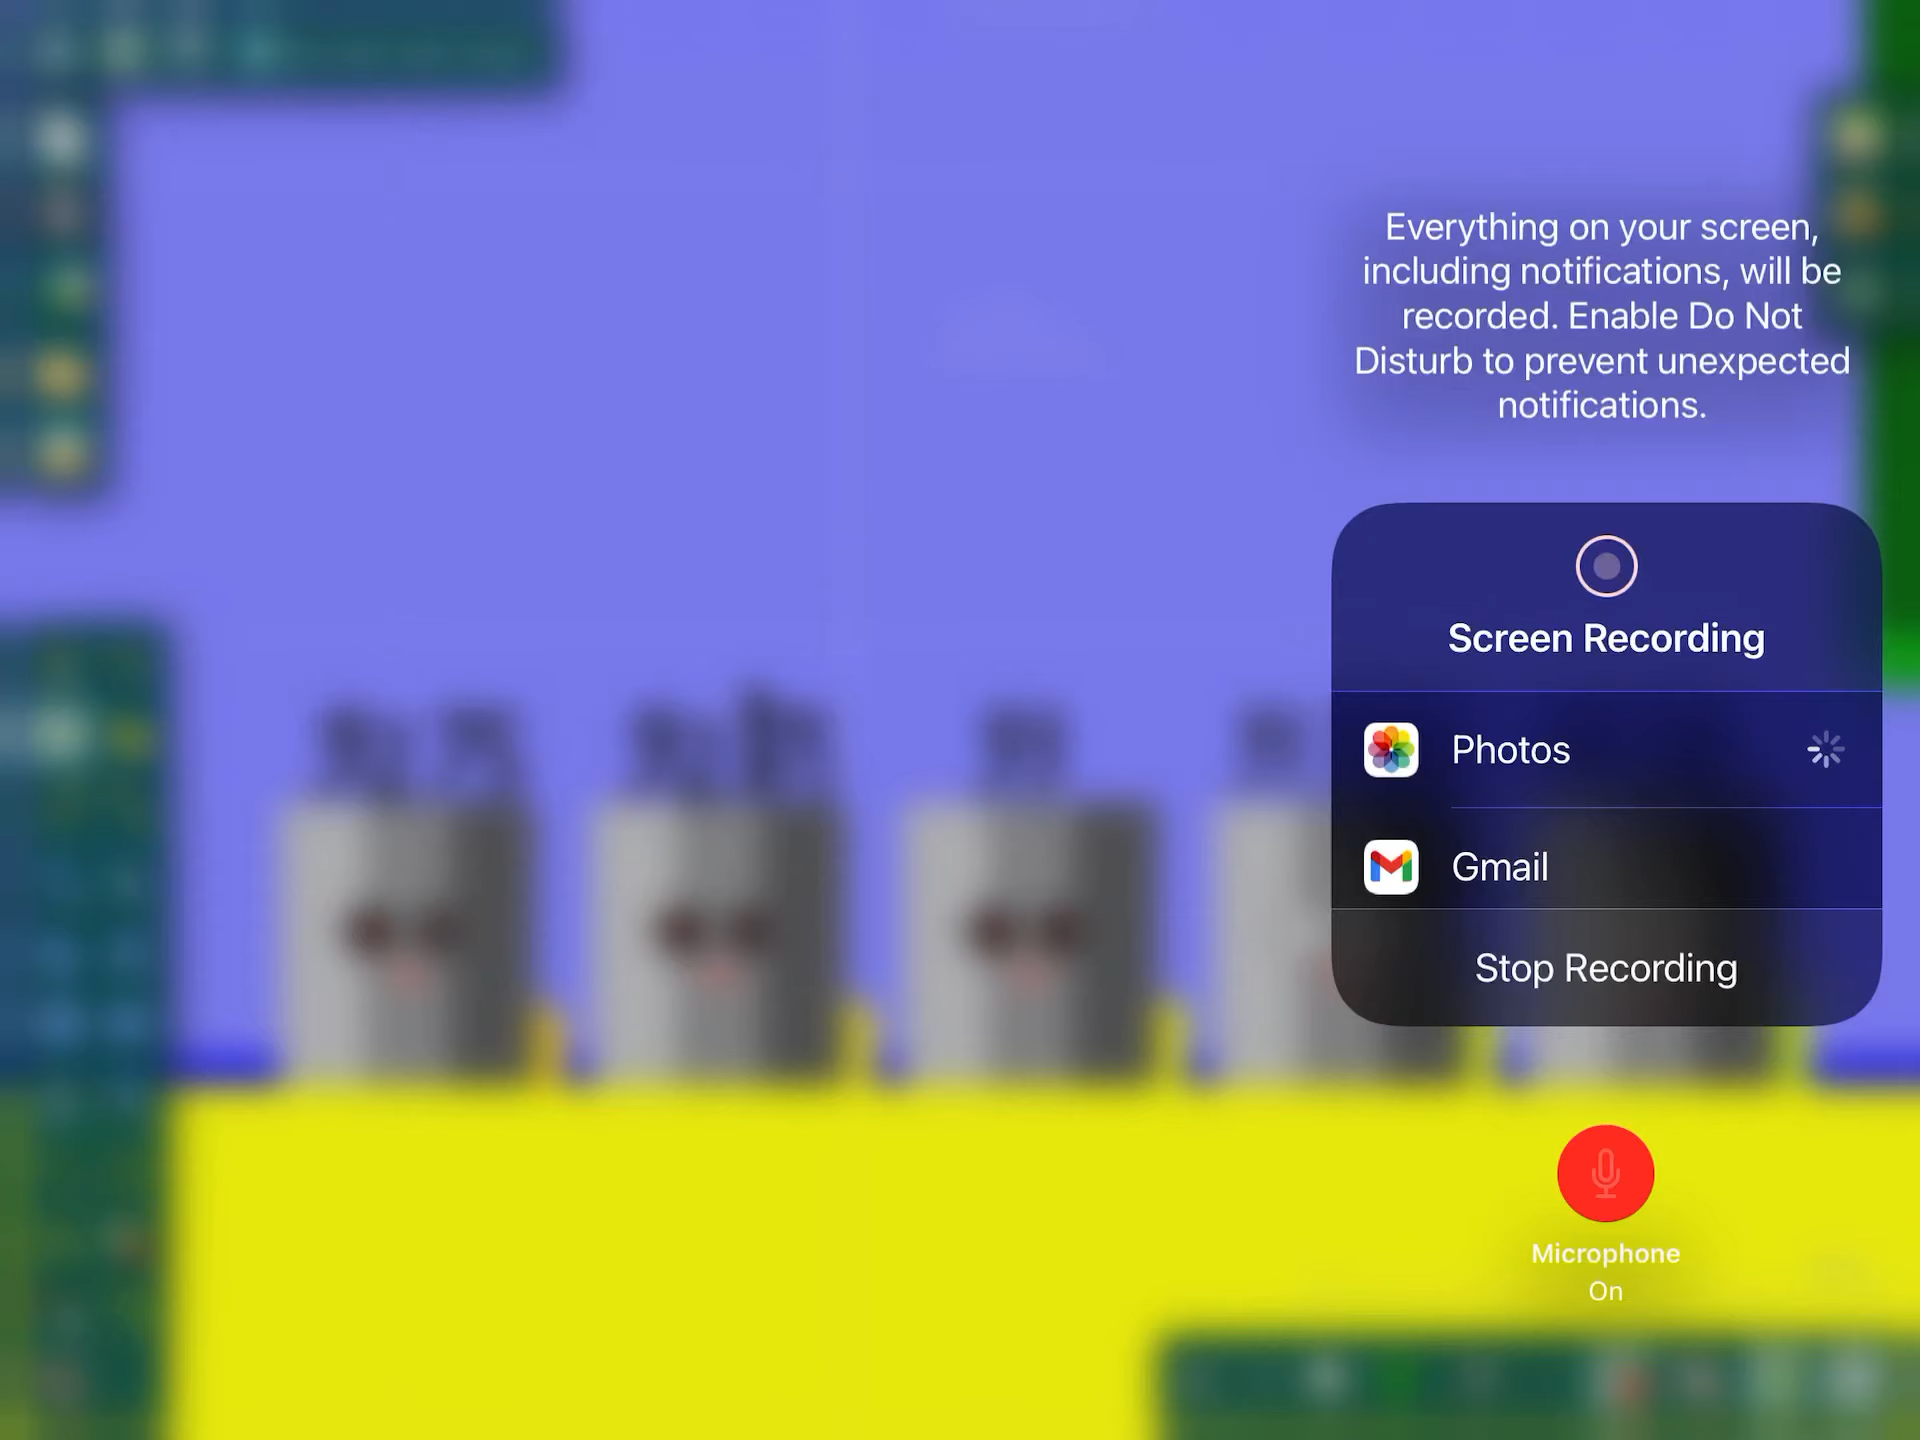 Everything on your screen,
including notifications, will be
recorded. Enable Do Not
Disturb to prevent unexpected
notifications.
Screen Recording
Photos
Gmail
Stop Recording
Microphone
On